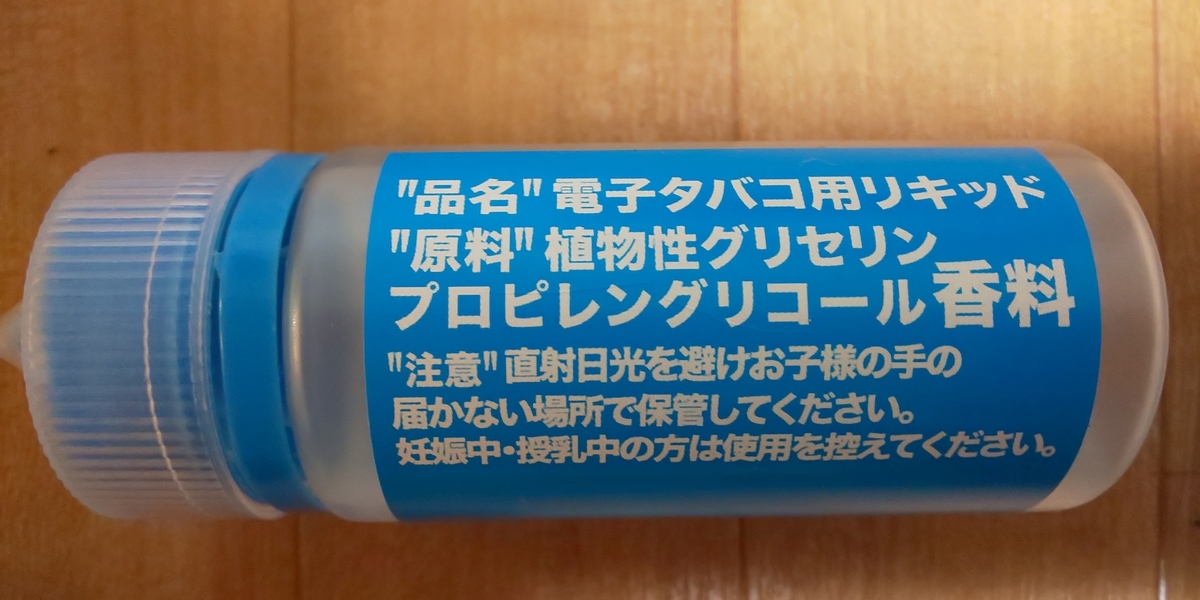 "品名" 電子タバコ用リキッド
"原料" 植物性グリセリン
プロピレングリコール 香料
"注意" 直射日光を避けお子様の手の
届かない場所で保管してください。
妊娠中・授乳中の方は使用を控えてください。